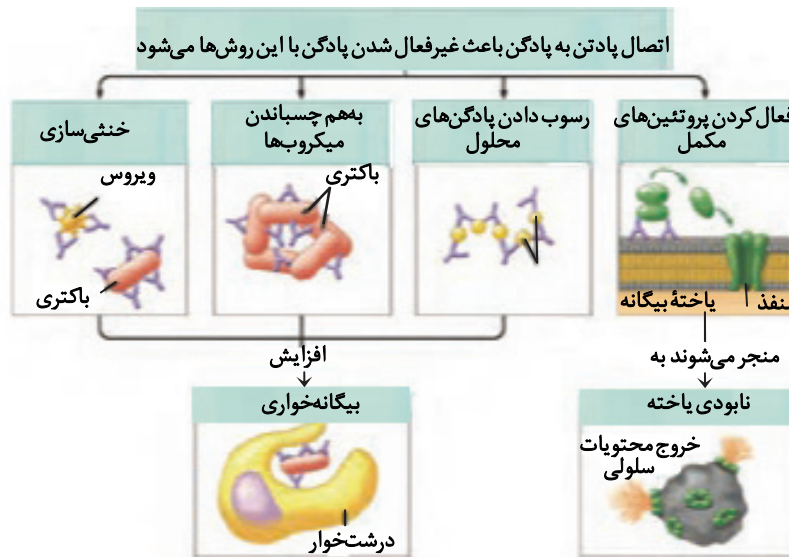 اتصال پادتن به پادگن باعث غیرفعال شدن پادگن با این روش‌ها می‌شود
فعال کردن پروتئین‌های
مکمل
رسوب دادن پادگن‌های
محلول
به‌هم چسباندن
میکروب‌ها
خنثی‌سازی
باکتری
ویروس
باکتری
منفذ
یاختهٔ بیگانه
افزایش
منجر می‌شوند به
بیگانه‌خواری
نابودی یاخته
خروج محتویات
سلولی
درشت‌خوار